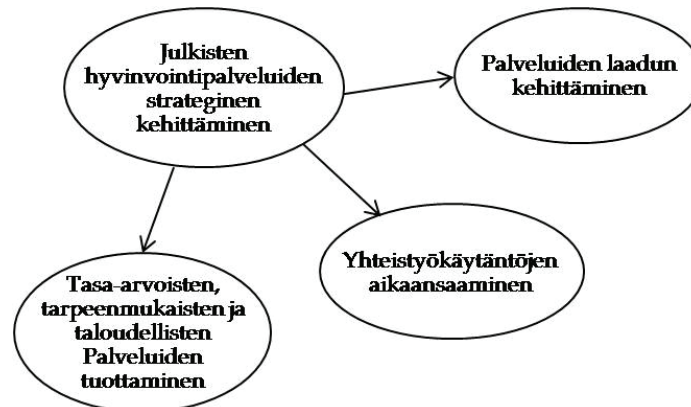 Julkisten
hyvinvointipalveluiden
strateginen
kehittäminen
Palveluiden laadun
kehittäminen
Yhteistyökäytäntöjen
aikaansaaminen
Tasa-arvoisten,
tarpeenmukaisten ja
taloudellisten
Palveluiden
tuottaminen